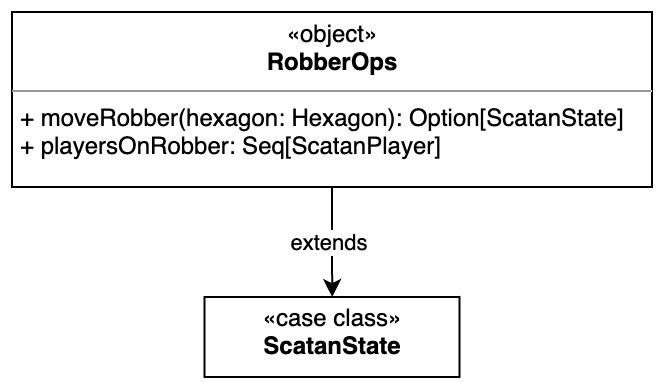 «object»
RobberOps
+ moveRobber(hexagon: Hexagon): Option[ScatanState]
+ playersOnRobber: Seq[ScatanPlayer]
extends
«case class»
ScatanState